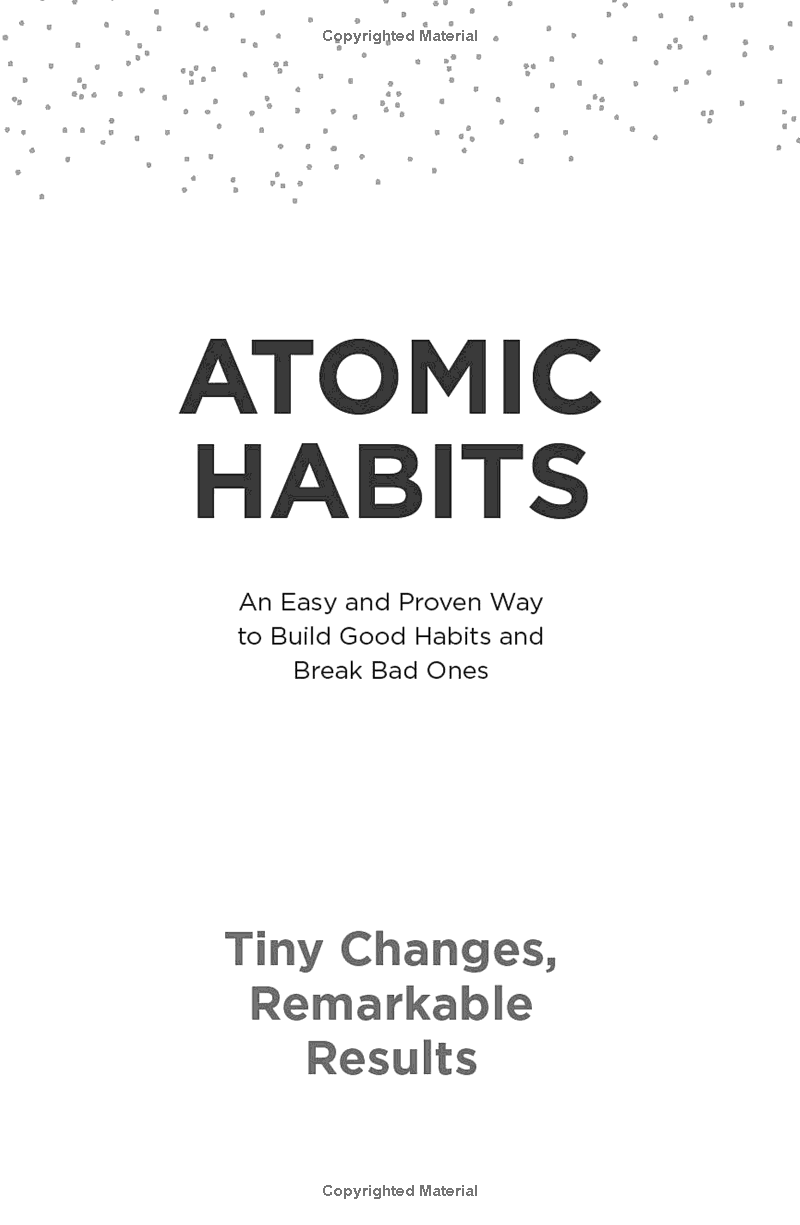 Copyrighted Material
ATOMIC
HABITS
An Easy and Proven Way
to Build Good Habits and
Break Bad Ones
Tiny Changes,
Remarkable
Results
Copyrighted Material